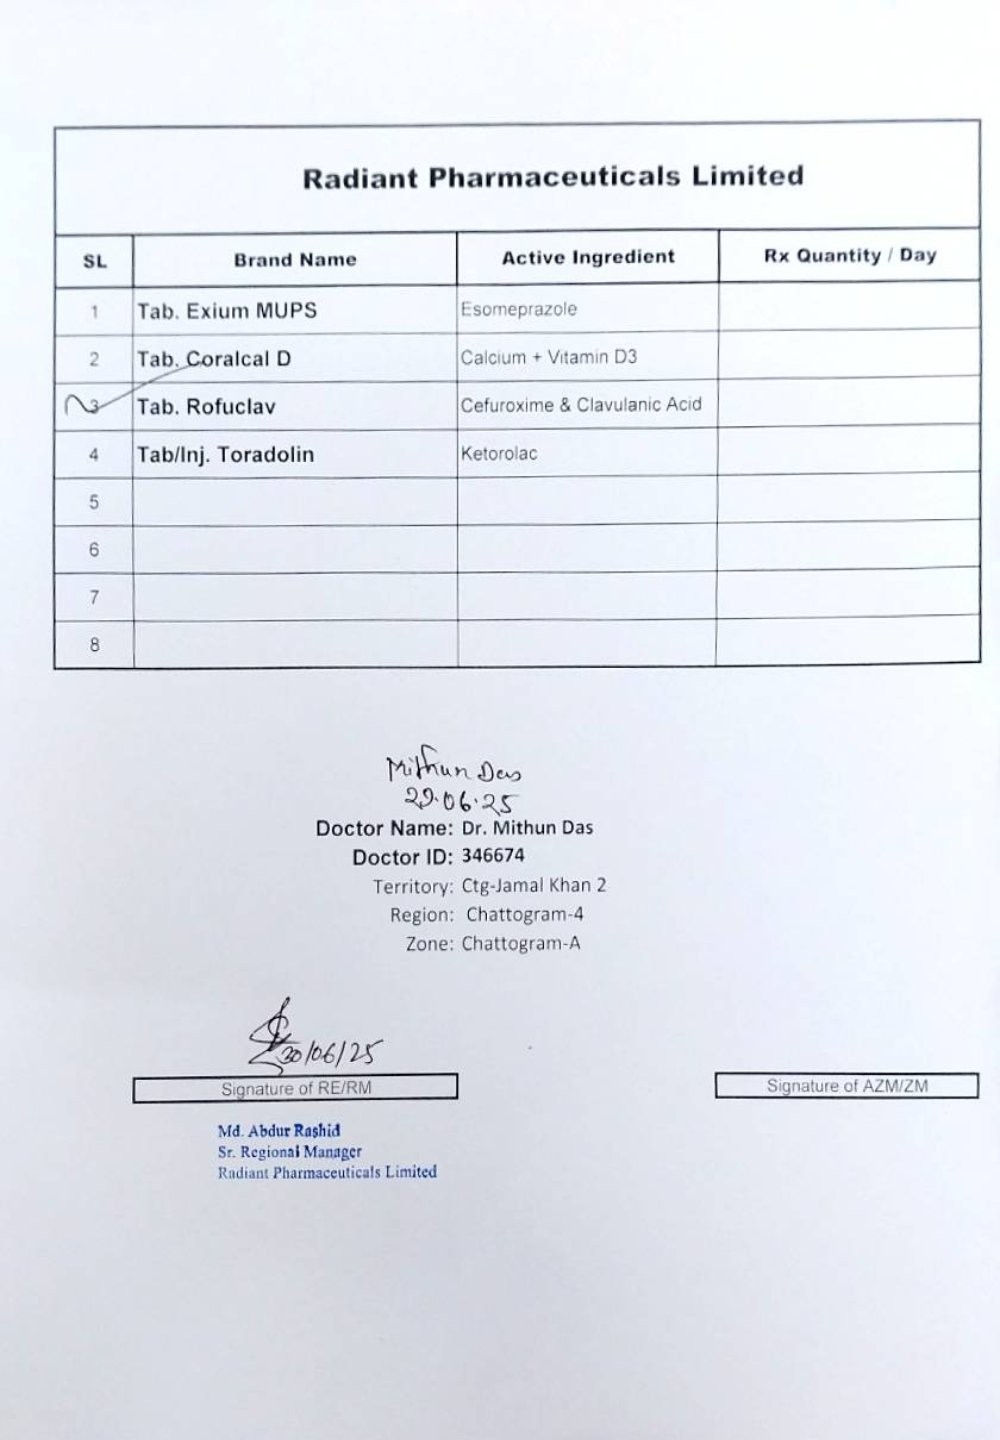 Radiant Pharmaceuticals Limited
SL Brand Name Active Ingredient Rx Quantity / Day
1 Tab. Exium MUPS Esomeprazole
2 Tab. Coralcal D Calcium + Vitamin D3
3 Tab. Rofuclav Cefuroxime & Clavulanic Acid
4 Tab/Inj. Toradolin Ketorolac
5
6
7
8
Mithun Das
29.06.25
Doctor Name: Dr. Mithun Das
Doctor ID: 346674
Territory: Ctg-Jamal Khan 2
Region: Chattogram-4
Zone: Chattogram-A
30/06/25
Signature of RE/RM Signature of AZM/ZM
Md. Abdur Rashid
Sr. Regional Manager
Radiant Pharmaceuticals Limited